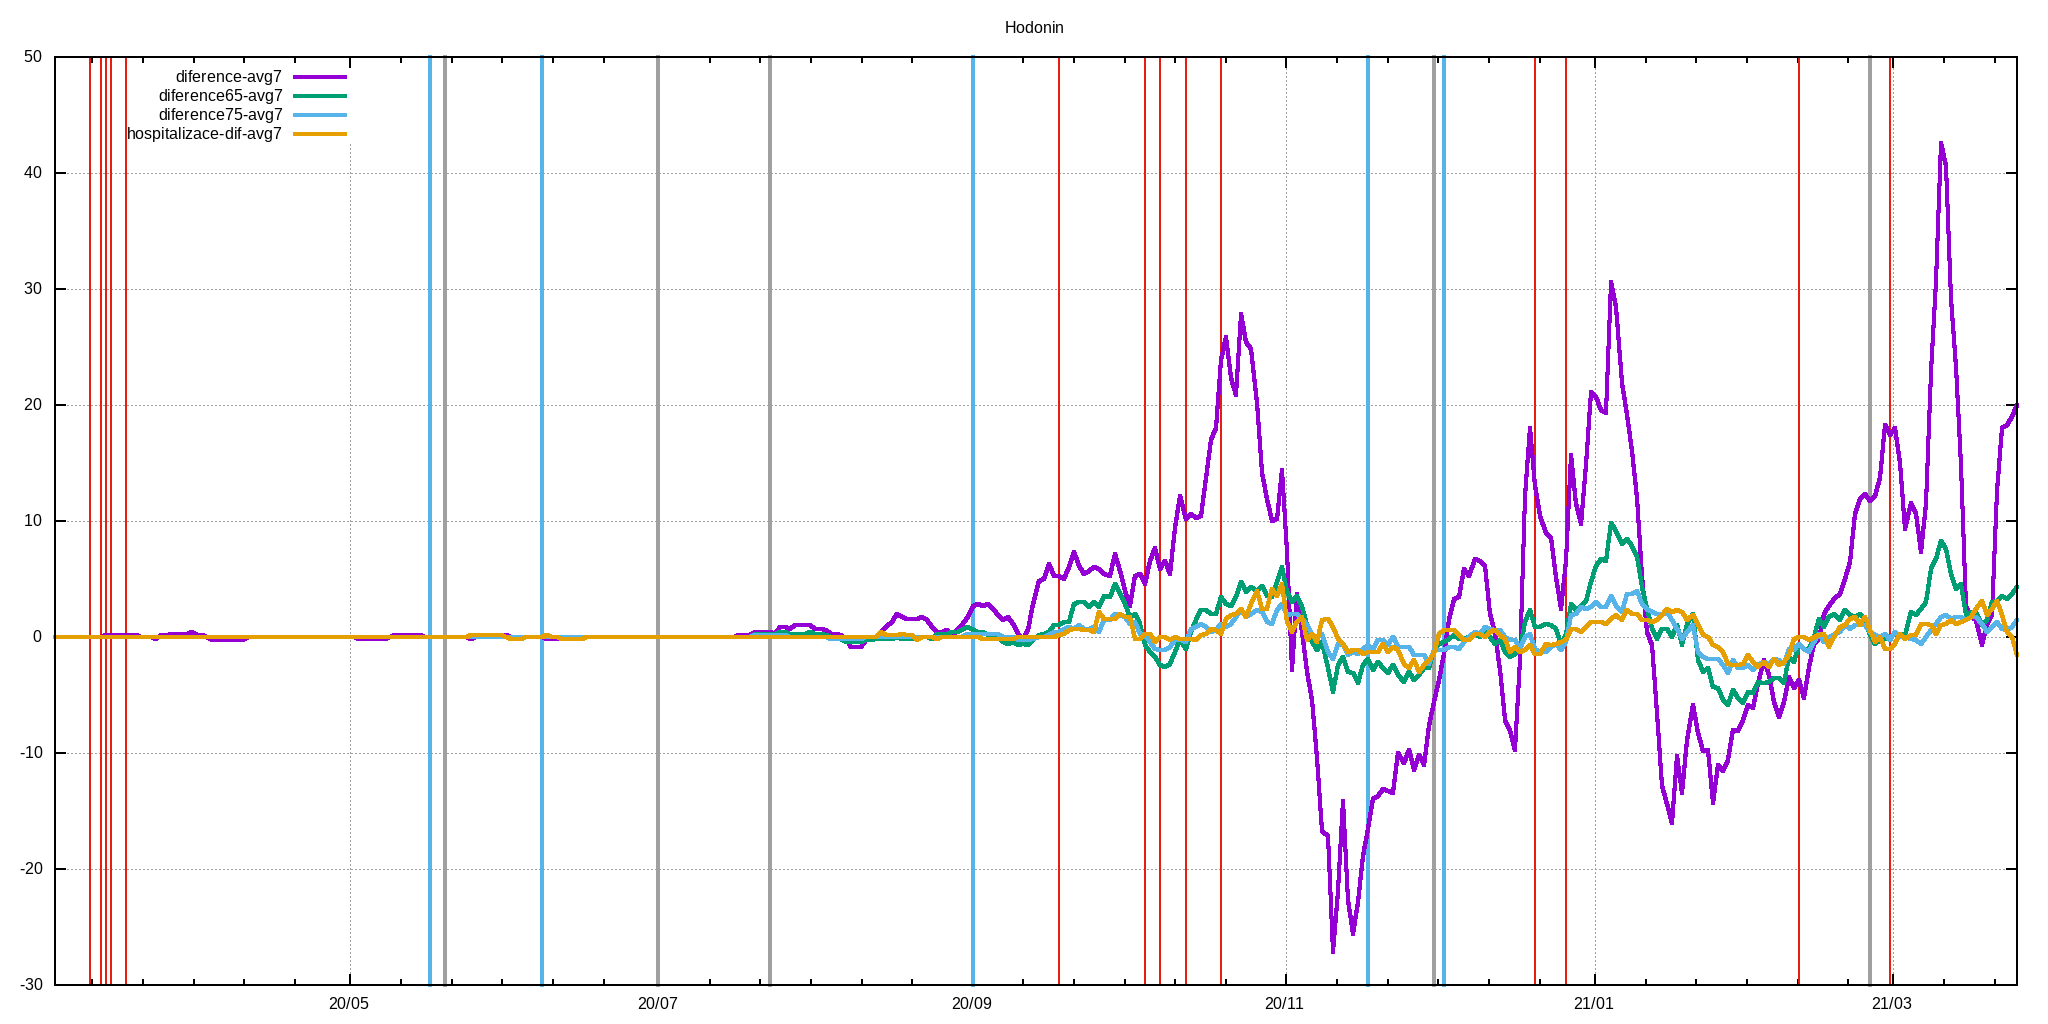 Hodonin
50
40
30
20
10
0
-10
-20
-30
diference-avg7
diference65-avg7
diference75-avg7
hospitalizace-dif-avg7
20/05 20/07 20/09 20/11 21/01 21/03